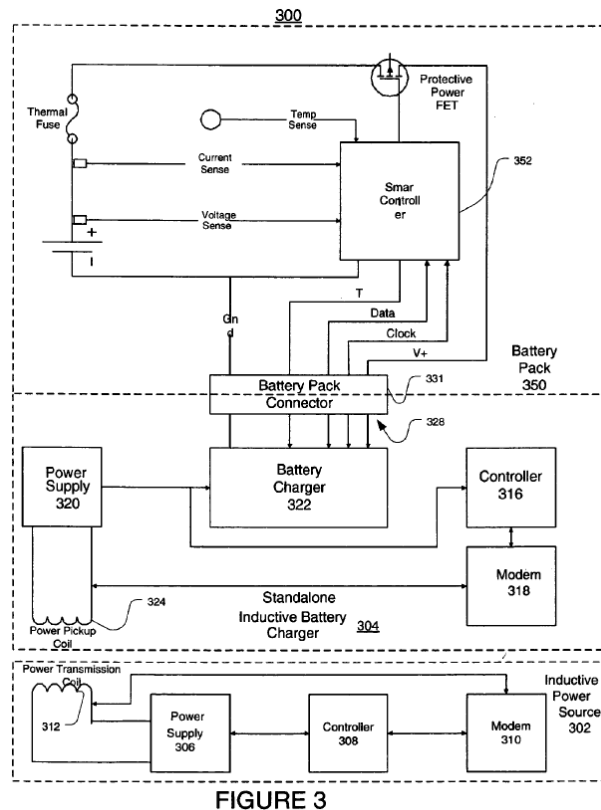 300
Protective
Power
FET
Thermal
Fuse
Temp
Sense
Current
Sense
352
Smar
Controll
er
Voltage
Sense
+
I
T
Gn
d
Data
Clock
V+
Battery
Pack
350
Battery Pack
Connector
331
328
Power
Supply
320
Battery
Charger
322
Controller
316
Modem
318
324
Standalone
Inductive Battery
Charger
304
Power Pickup
Coil
Power Transmission
Coil
312
Power
Supply
306
Controller
308
Modem
310
Inductive
Power
Source
302
FIGURE 3